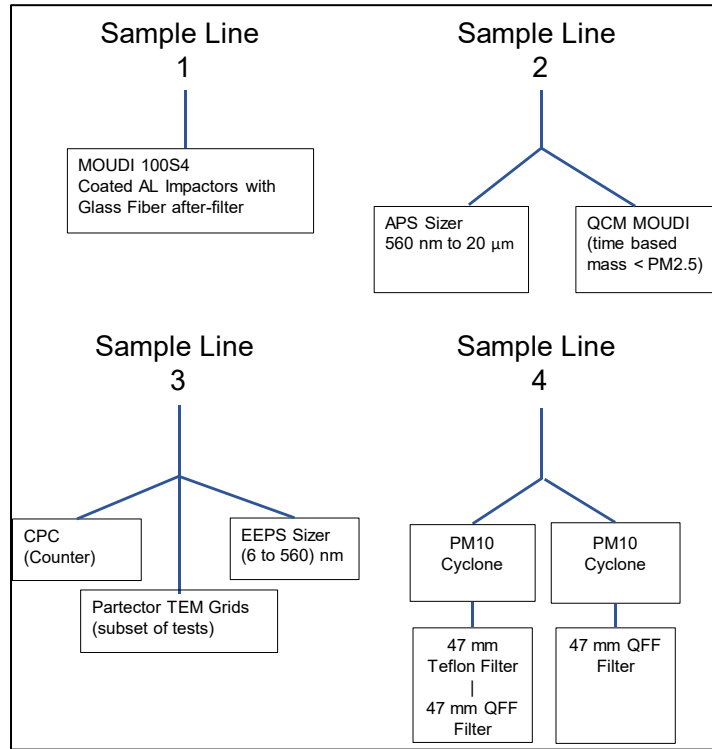 Sample Line
1
MOUDI 100S4
Coated AL Impactors with
Glass Fiber after-filter
Sample Line
2
APS Sizer
560 nm to 20 μm
QCM MOUDI
(time based
mass < PM2.5)
Sample Line
3
CPC
(Counter)
Partector TEM Grids
(subset of tests)
EEPS Sizer
(6 to 560) nm
Sample Line
4
PM10
Cyclone
47 mm
Teflon Filter
|
47 mm QFF
Filter
PM10
Cyclone
47 mm QFF
Filter